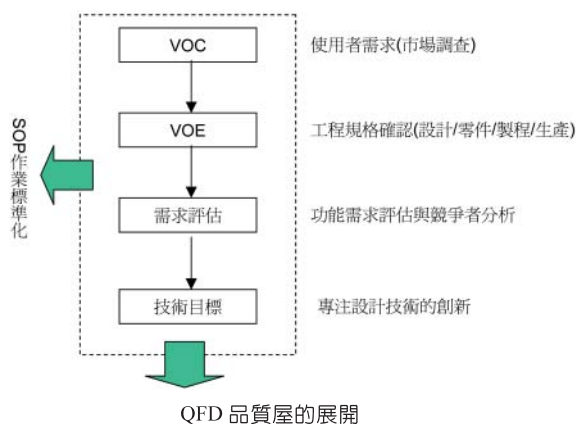 VOC
使用者需求(市場調查)
VOE
工程規格確認(設計/零件/製程/生產)
SOP作業標準化
需求評估
功能需求評估與競爭者分析
技術目標
專注設計技術的創新
QFD 品質屋的展開